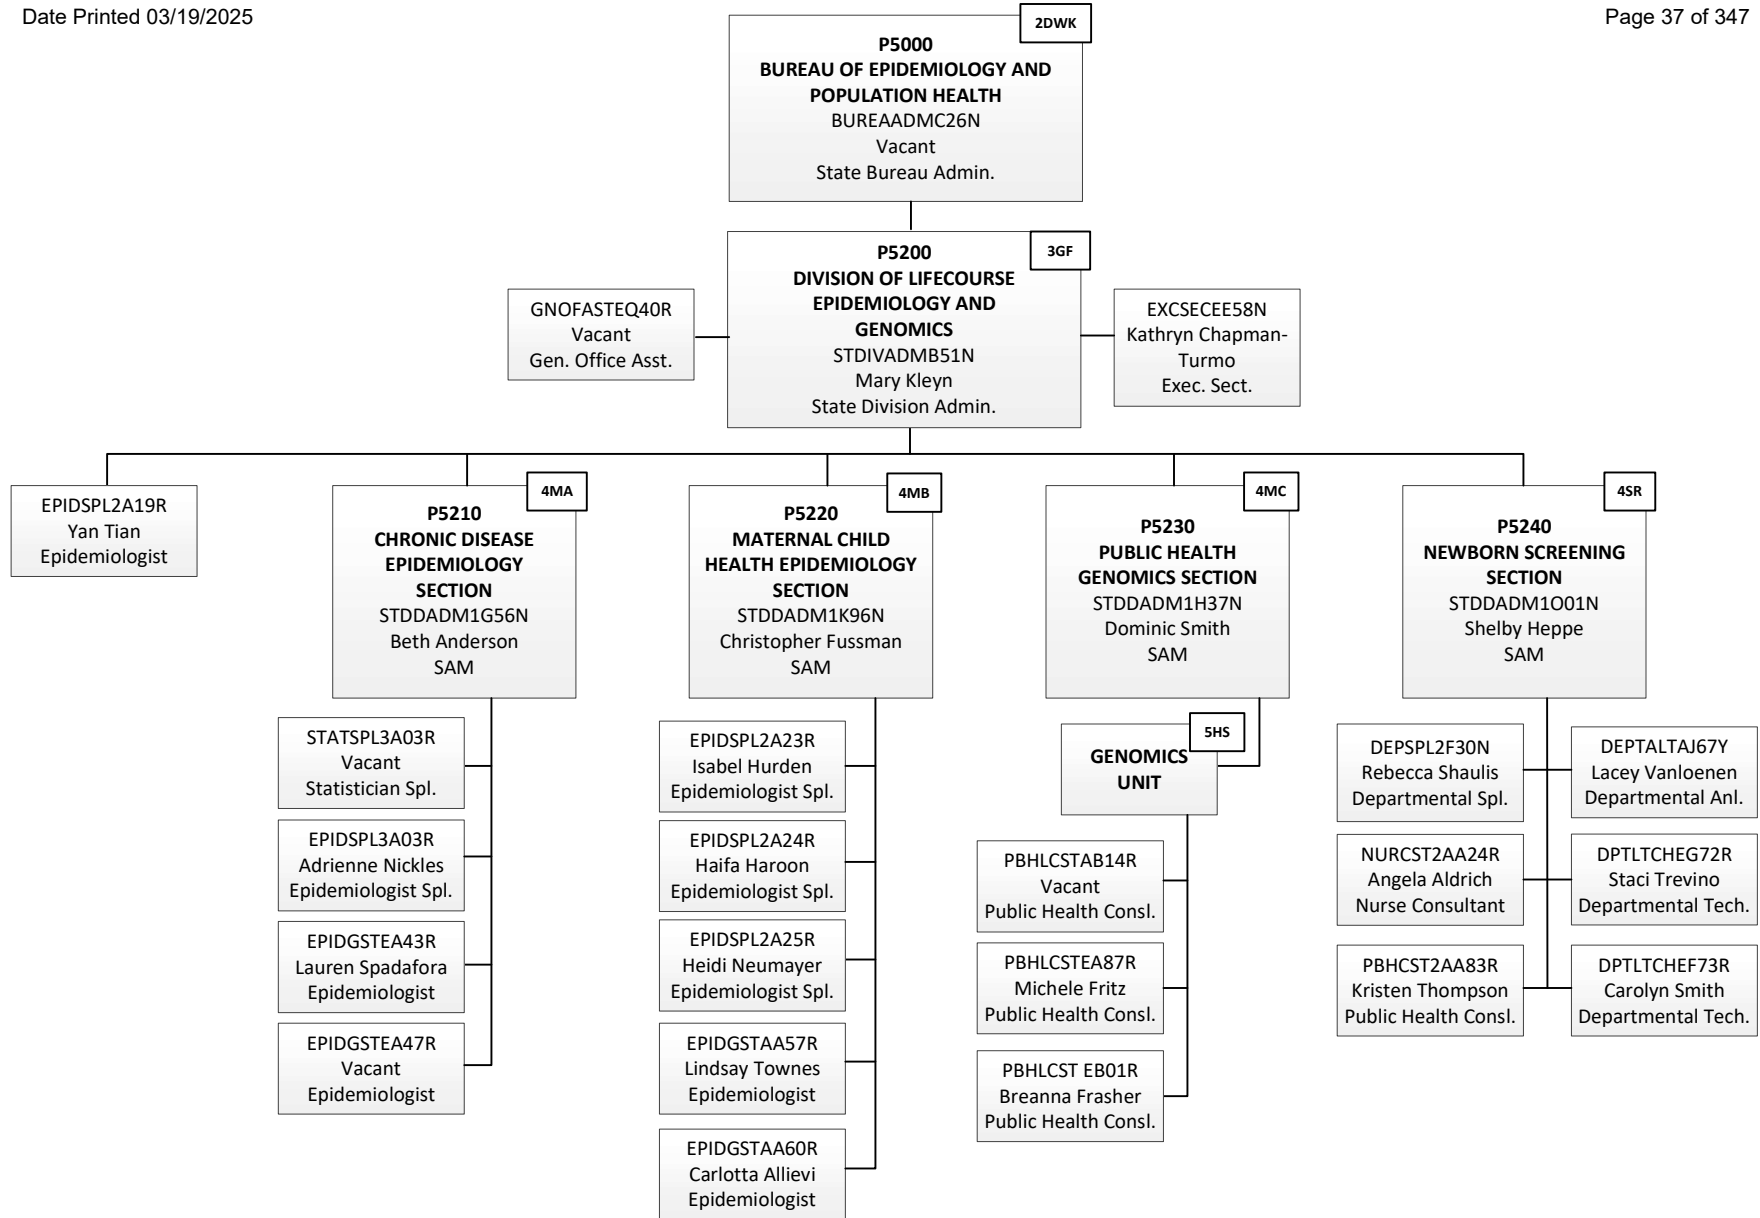 Date Printed 03/19/2025
Page 37 of 347
2DWK
P5000
BUREAU OF EPIDEMIOLOGY AND
POPULATION HEALTH
BUREAADMC26N
Vacant
State Bureau Admin.
3GF
P5200
DIVISION OF LIFECOURSE
EPIDEMIOLOGY AND
GENOMICS
STDIVADMB51N
Mary Kleyn
State Division Admin.
GNOFASTEQ40R
Vacant
Gen. Office Asst.
EXCSECEE58N
Kathryn Chapman-
Turmo
Exec. Sect.
EPIDSPL2A19R
Yan Tian
Epidemiologist
4MA
P5210
CHRONIC DISEASE
EPIDEMIOLOGY
SECTION
STDDADM1G56N
Beth Anderson
SAM
STATSPL3A03R
Vacant
Statistician Spl.
EPIDSPL3A03R
Adrienne Nickles
Epidemiologist Spl.
EPIDGSTEA43R
Lauren Spadafora
Epidemiologist
EPIDGSTEA47R
Vacant
Epidemiologist
4MB
P5220
MATERNAL CHILD
HEALTH EPIDEMIOLOGY
SECTION
STDDADM1K96N
Christopher Fussman
SAM
EPIDSPL2A23R
Isabel Hurden
Epidemiologist Spl.
EPIDSPL2A24R
Haifa Haroon
Epidemiologist Spl.
EPIDSPL2A25R
Heidi Neumayer
Epidemiologist Spl.
EPIDGSTAA57R
Lindsay Townes
Epidemiologist
EPIDGSTAA60R
Carlotta Allievi
Epidemiologist
4MC
P5230
PUBLIC HEALTH
GENOMICS SECTION
STDDADM1H37N
Dominic Smith
SAM
5HS
GENOMICS
UNIT
PBHLCSTAB14R
Vacant
Public Health Consl.
PBHLCSTEA87R
Michele Fritz
Public Health Consl.
PBHLCST EB01R
Breanna Frasher
Public Health Consl.
4SR
P5240
NEWBORN SCREENING
SECTION
STDDADM1O01N
Shelby Heppe
SAM
DEPSPL2F30N
Rebecca Shaulis
Departmental Spl.
DEPTALTAJ67Y
Lacey Vanloenen
Departmental Anl.
NURCST2AA24R
Angela Aldrich
Nurse Consultant
DPTLTCHEG72R
Staci Trevino
Departmental Tech.
PBHCST2AA83R
Kristen Thompson
Public Health Consl.
DPTLTCHEF73R
Carolyn Smith
Departmental Tech.